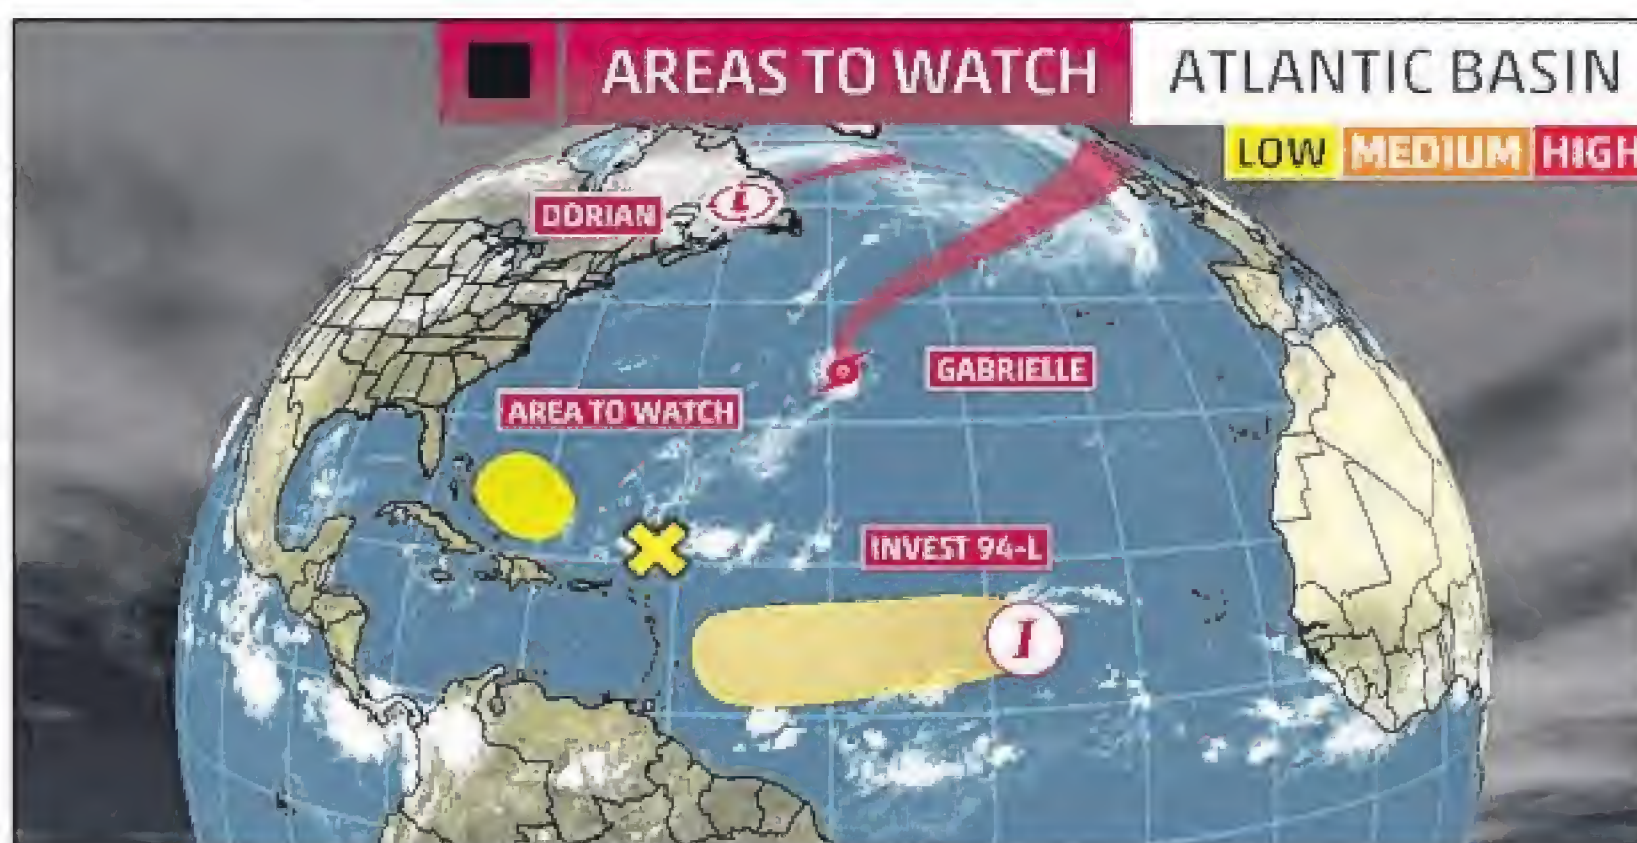 AREAS TO WATCH
ATLANTIC BASIN
LOW MEDIUM HIGH
DORIAN
L
GABRIELLE
AREA TO WATCH
INVEST 94-L
I